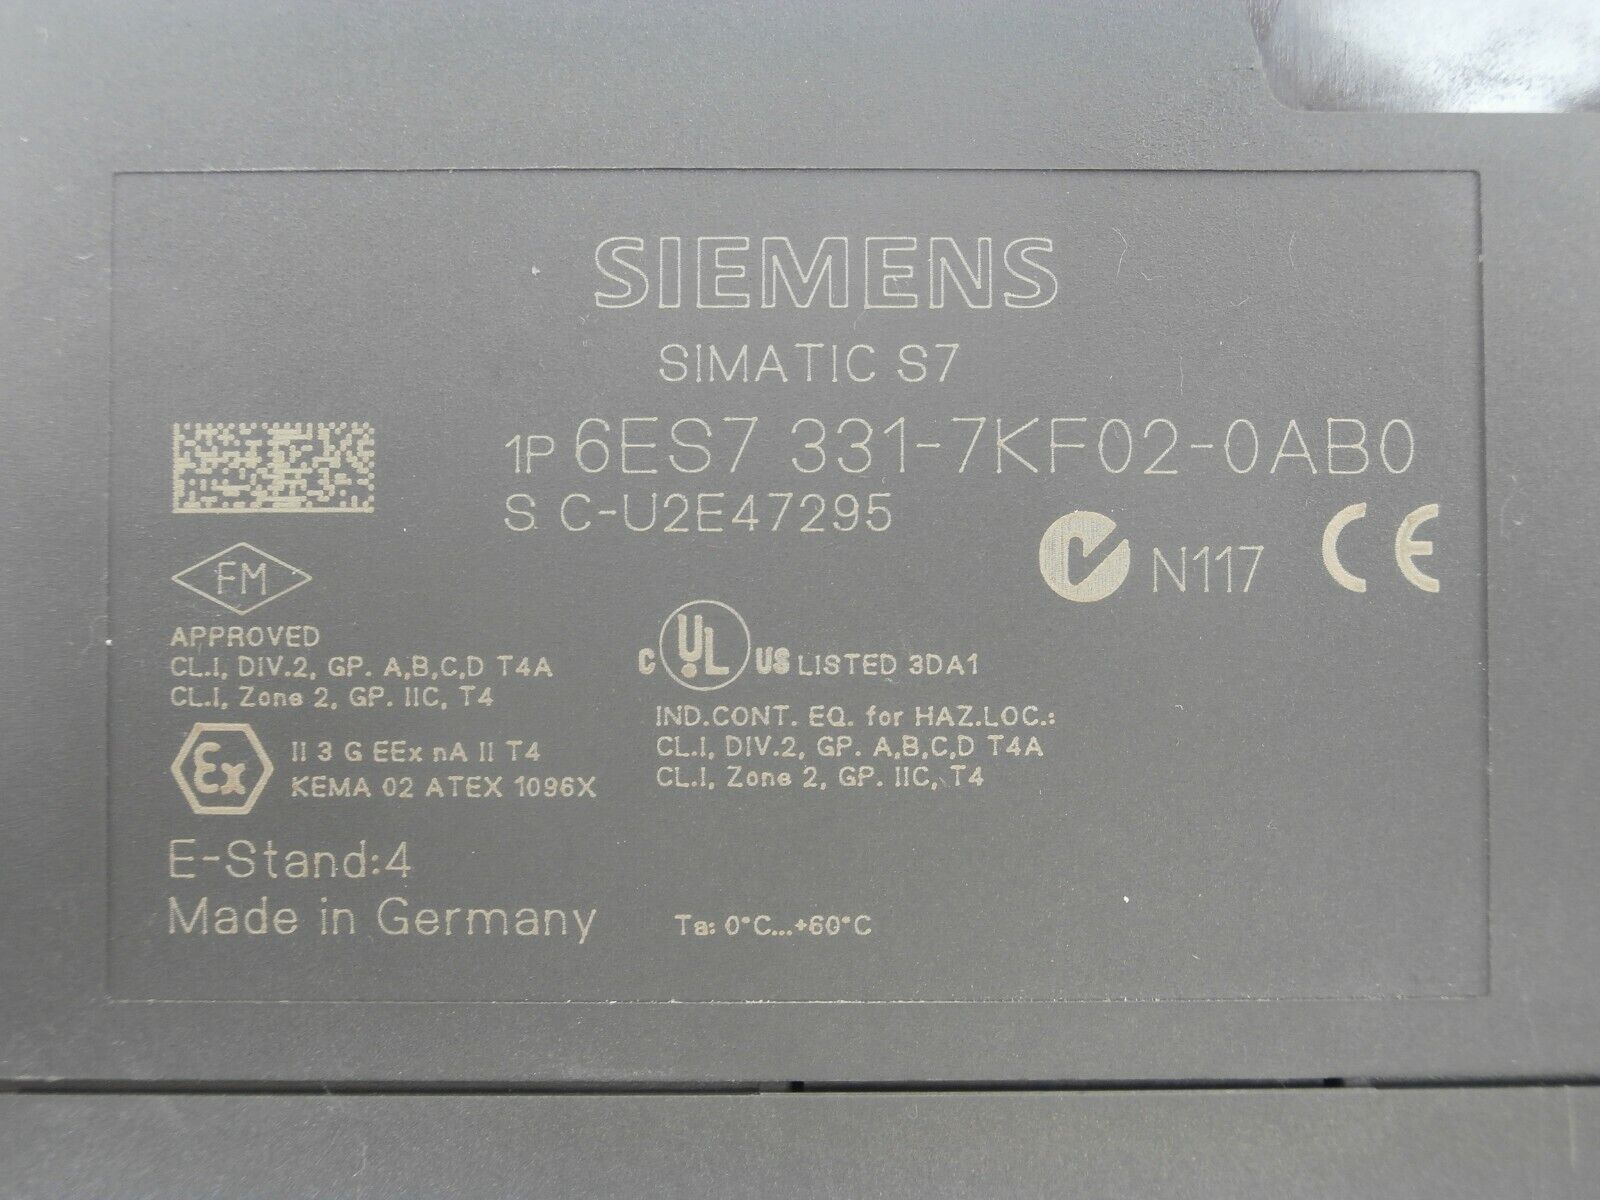 SIEMENS
SIMATIC S7
1P 6ES7 331-7KF02-0AB0
S C-U2E47295
N117 CE
FM
APPROVED
CL.I, DIV.2, GP. A,B,C,D T4A
CL.I, Zone 2, GP. IIC, T4
C UL US LISTED 3DA1
IND.CONT. EQ. for HAZ.LOC.:
CL.I, DIV.2, GP. A,B,C,D T4A
CL.I, Zone 2, GP. IIC, T4
Ex II 3 G EEx nA II T4
KEMA 02 ATEX 1096X
E-Stand:4
Made in Germany
Ta: 0°C...+60°C